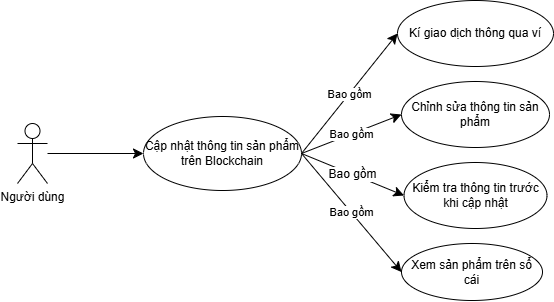 Kí giao dịch thông qua ví
Bao gồm
Chỉnh sửa thông tin sản
phẩm
Bao gồm
Cập nhật thông tin sản phẩm
trên Blockchain
Bao gồm
Kiểm tra thông tin trước
khi cập nhật
Người dùng
Bao gồm
Xem sản phẩm trên sổ
cái